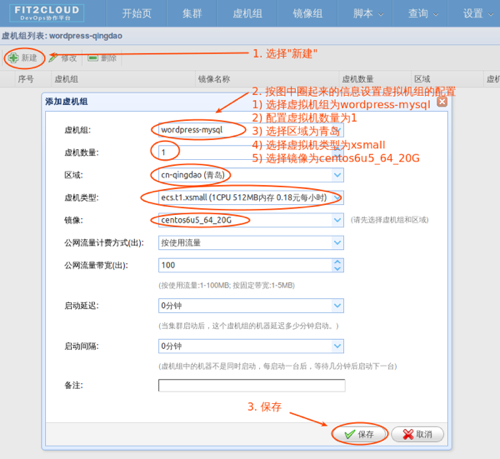 FIT2CLOUD
DevOps协作平台
开始页 集群 虚机组 镜像组 脚本 查询 设置
虚机组列表: wordpress-qingdao
新建 修改 删除
1. 选择"新建"
序号 虚机组 镜像名称 虚机数量 区域 虚机
添加虚机组
2. 按图中圈起来的信息设置虚拟机组的配置
1) 选择虚拟机组为wordpress-mysql
2) 配置虚拟机数量为1
3) 选择区域为青岛
4) 选择虚拟机类型为xsmall
5) 选择镜像为centos6u5_64_20G
虚机组: wordpress-mysql
虚机数量: 1
区域: cn-qingdao (青岛)
虚机类型: ecs.t1.xsmall (1CPU 512MB内存 0.18元每小时)
镜像: centos6u5_64_20G (请先选择虚机组和区域)
公网流量计费方式(出): 按使用流量
公网流量带宽(出): 100
(按使用流量:1-100MB; 按固定带宽:1-5MB)
启动延迟: 0分钟
(当集群启动后，这个虚机组的机器延迟多少分钟启动。)
启动间隔: 0分钟
(虚机组中的机器不是同时启动，每启动一台后，等待几分钟后启动下一台)
备注:
3. 保存
保存 取消